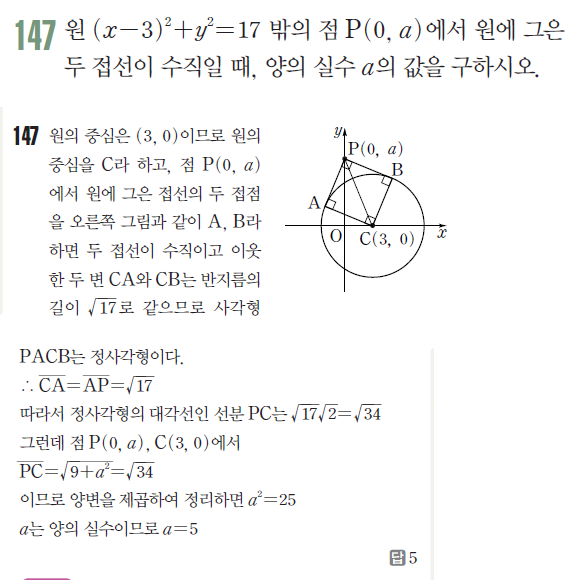 147 원 (x-3)²+y²=17 밖의 점 P(0, a)에서 원에 그은
두 접선이 수직일 때, 양의 실수 a의 값을 구하시오.
147 원의 중심은 (3, 0)이므로 원의
중심을 C라 하고, 점 P(0, a)
에서 원에 그은 접선의 두 접점
을 오른쪽 그림과 같이 A, B라
하면 두 접선이 수직이고 이웃
한 두 변 CA와 CB는 반지름의
길이 √17로 같으므로 사각형
y
P(0, a)
B
A
O
C(3, 0)
x
PACB는 정사각형이다.
∴ C̅A̅=A̅P̅=√17
따라서 정사각형의 대각선인 선분 PC는 √17√2=√34
그런데 점 P(0, a), C(3, 0)에서
P̅C̅=√9+a²=√34
이므로 양변을 제곱하여 정리하면 a²=25
a는 양의 실수이므로 a=5
답 5